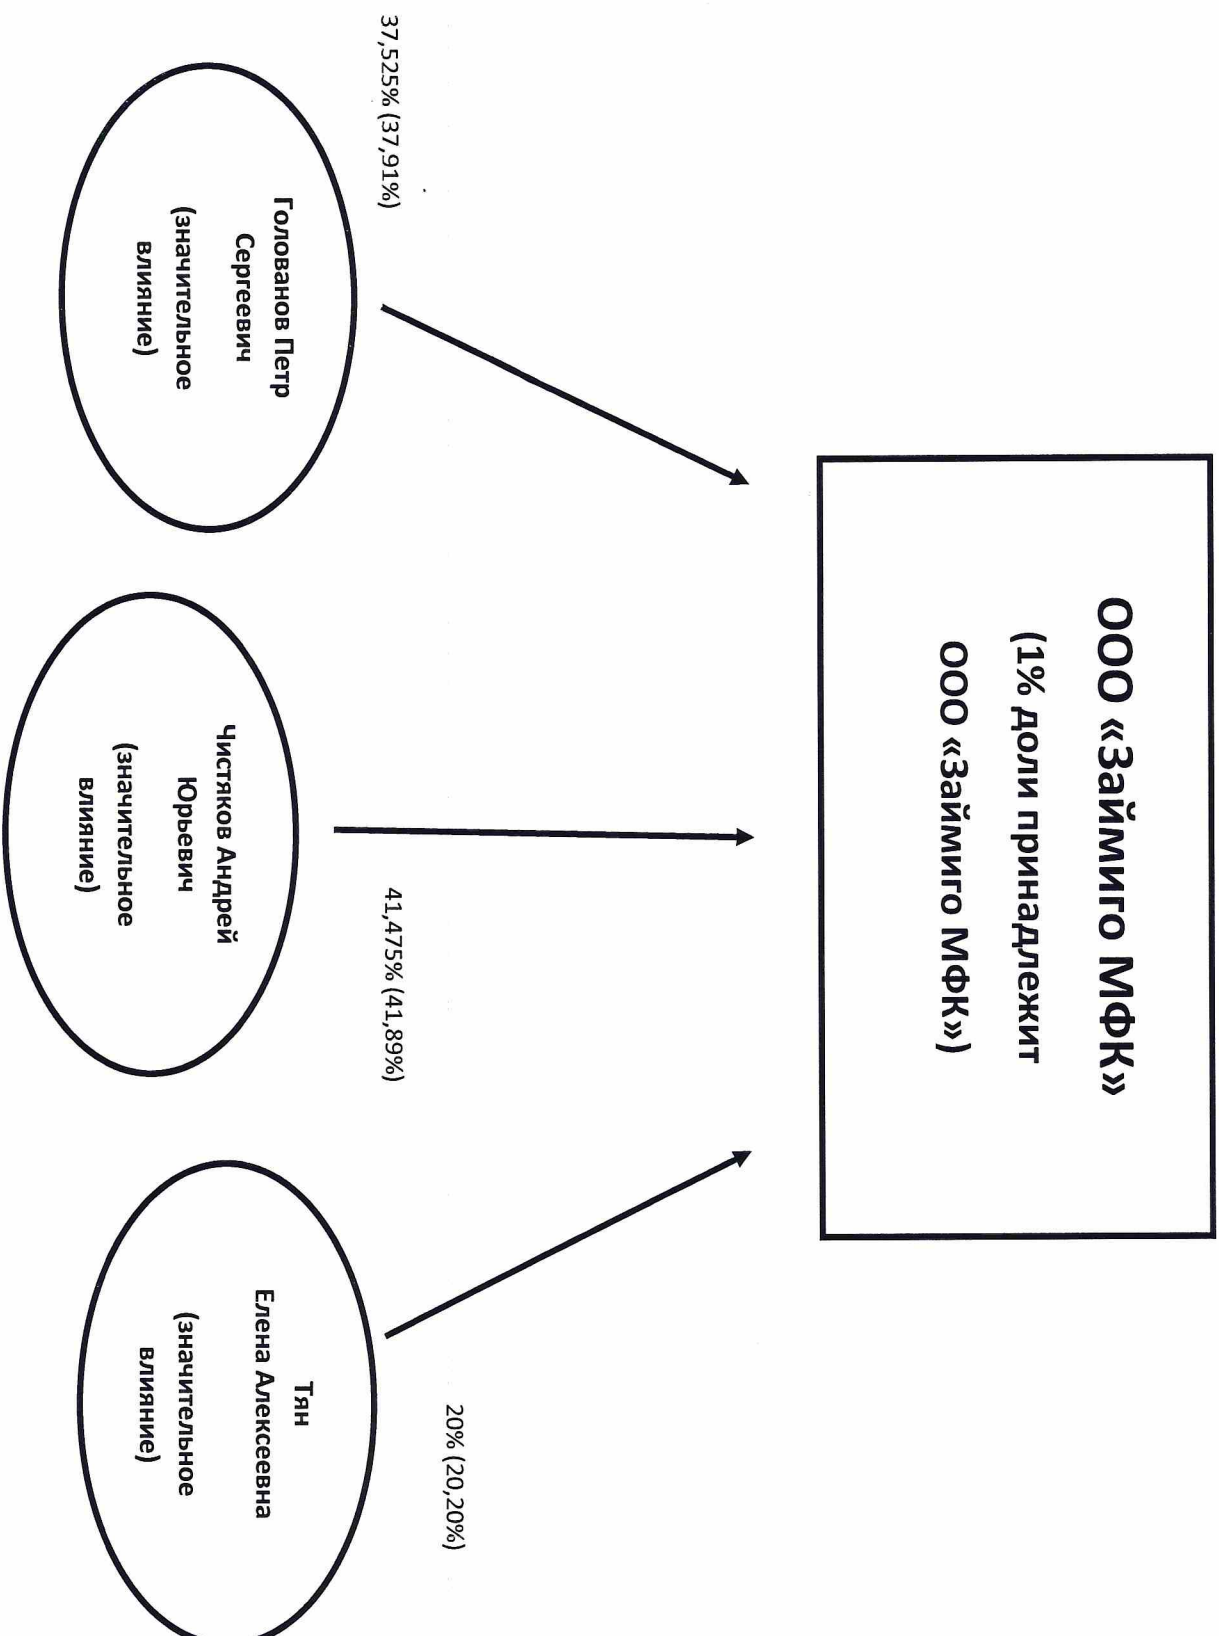 ООО «Займиго МФК»
(1% доли принадлежит
ООО «Займиго МФК»)
37,525% (37,91%)
Голованов Петр
Сергеевич
(значительное
влияние)
41,475% (41,89%)
Чистяков Андрей
Юрьевич
(значительное
влияние)
20% (20,20%)
Тян
Елена Алексеевна
(значительное
влияние)